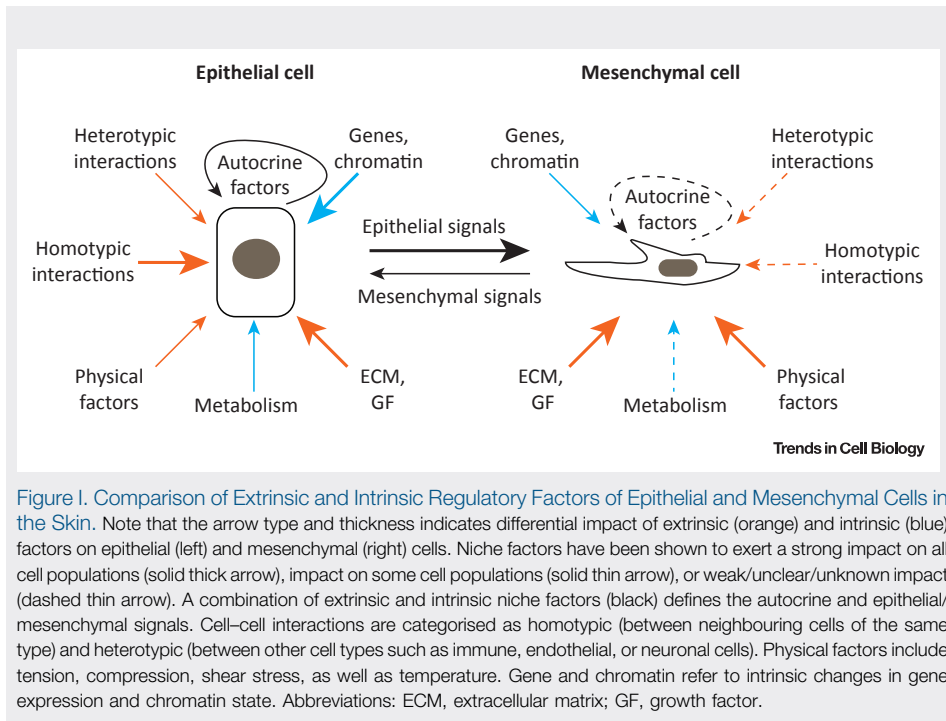 Epithelial cell
Mesenchymal cell
Heterotypic
interactions
Autocrine
factors
Genes,
chromatin
Homotypic
interactions
Physical
factors
Metabolism
ECM,
GF
Epithelial signals
Mesenchymal signals
Genes,
chromatin
Autocrine
factors
Heterotypic
interactions
Homotypic
interactions
ECM,
GF
Metabolism
Physical
factors
Trends in Cell Biology
Figure I. Comparison of Extrinsic and Intrinsic Regulatory Factors of Epithelial and Mesenchymal Cells in
the Skin. Note that the arrow type and thickness indicates differential impact of extrinsic (orange) and intrinsic (blue)
factors on epithelial (left) and mesenchymal (right) cells. Niche factors have been shown to exert a strong impact on all
cell populations (solid thick arrow), impact on some cell populations (solid thin arrow), or weak/unclear/unknown impact
(dashed thin arrow). A combination of extrinsic and intrinsic niche factors (black) defines the autocrine and epithelial/
mesenchymal signals. Cell–cell interactions are categorised as homotypic (between neighbouring cells of the same
type) and heterotypic (between other cell types such as immune, endothelial, or neuronal cells). Physical factors include
tension, compression, shear stress, as well as temperature. Gene and chromatin refer to intrinsic changes in gene
expression and chromatin state. Abbreviations: ECM, extracellular matrix; GF, growth factor.